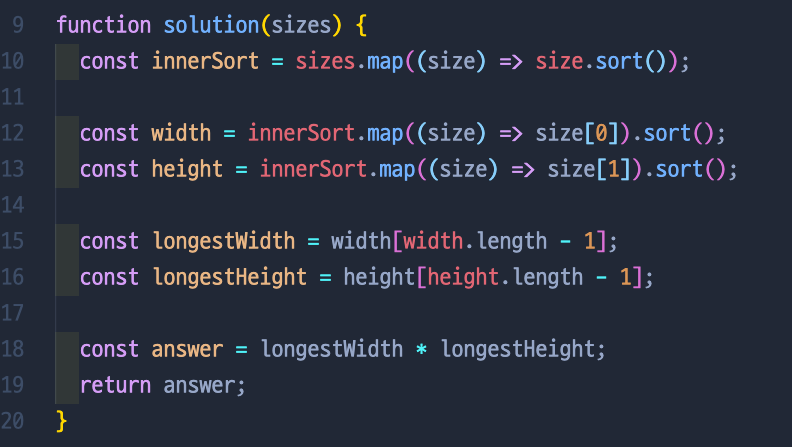 9 function solution(sizes) {
10 const innerSort = sizes.map((size) => size.sort());
11
12 const width = innerSort.map((size) => size[0]).sort();
13 const height = innerSort.map((size) => size[1]).sort();
14
15 const longestWidth = width[width.length - 1];
16 const longestHeight = height[height.length - 1];
17
18 const answer = longestWidth * longestHeight;
19 return answer;
20 }